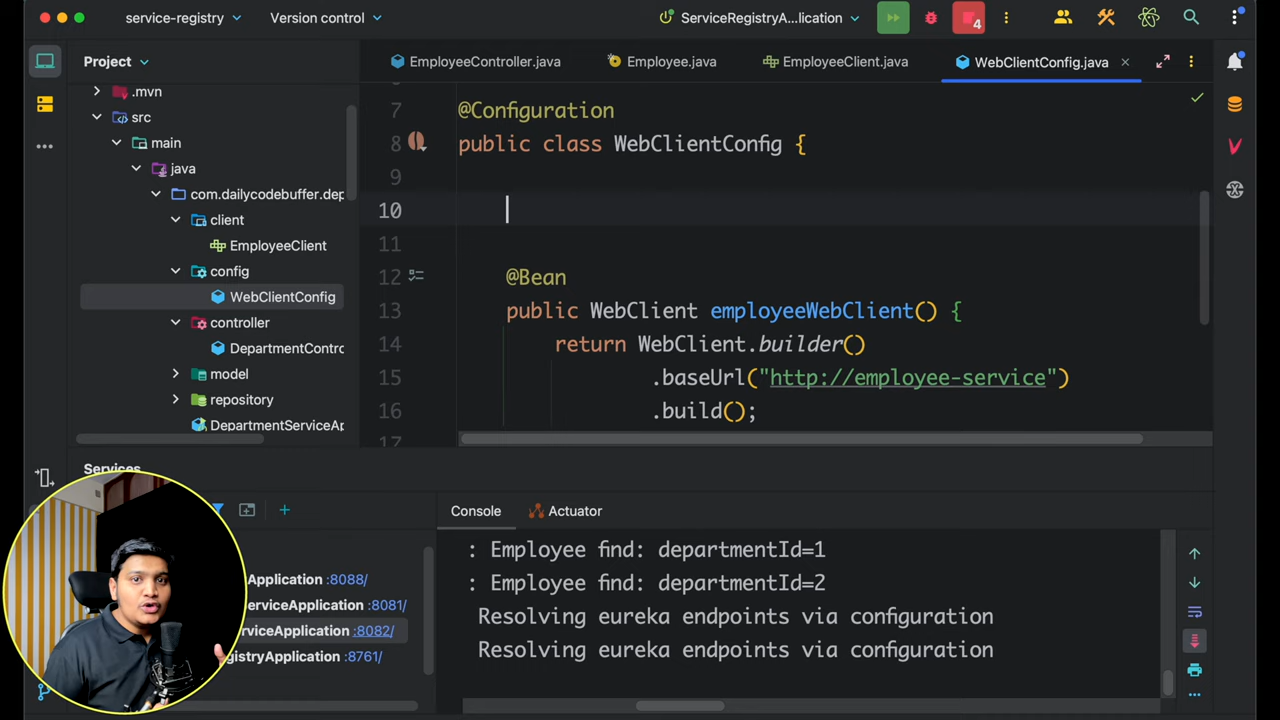 service-registry
Version control
ServiceRegistryA...lication
4
Project
EmployeeController.java
Employee.java
EmployeeClient.java
WebClientConfig.java
.mvn
src
main
java
com.dailycodebuffer.dep
client
EmployeeClient
config
WebClientConfig
controller
DepartmentContro
model
repository
DepartmentServiceAp
7 @Configuration
8 public class WebClientConfig {
9
10
11
12 @Bean
13 public WebClient employeeWebClient() {
14 return WebClient.builder()
15 .baseUrl("http://employee-service")
16 .build();
17
Services
Console
Actuator
Application :8088/
erviceApplication :8081/
rviceApplication :8082/
gistryApplication :8761/
: Employee find: departmentId=1
: Employee find: departmentId=2
Resolving eureka endpoints via configuration
Resolving eureka endpoints via configuration